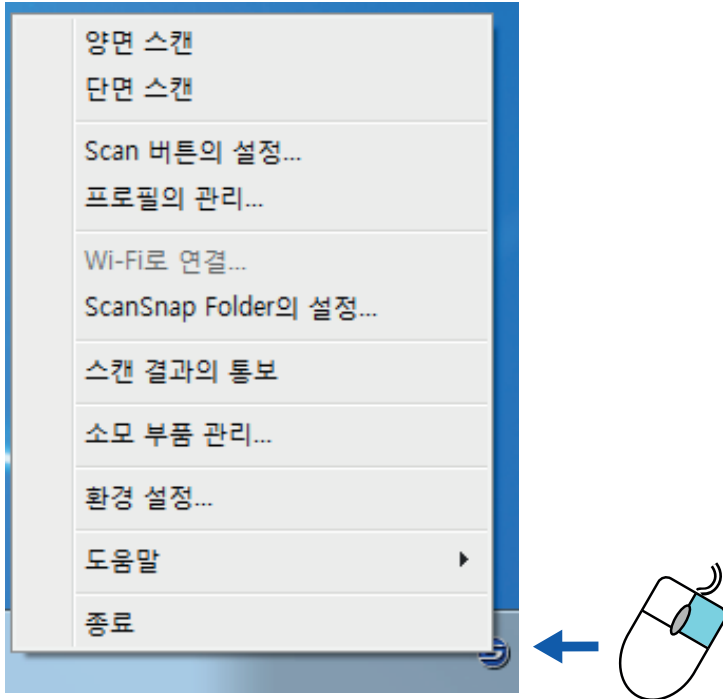 양면 스캔
단면 스캔
Scan 버튼의 설정...
프로필의 관리...
Wi-Fi로 연결...
ScanSnap Folder의 설정...
스캔 결과의 통보
소모 부품 관리...
환경 설정...
도움말
종료